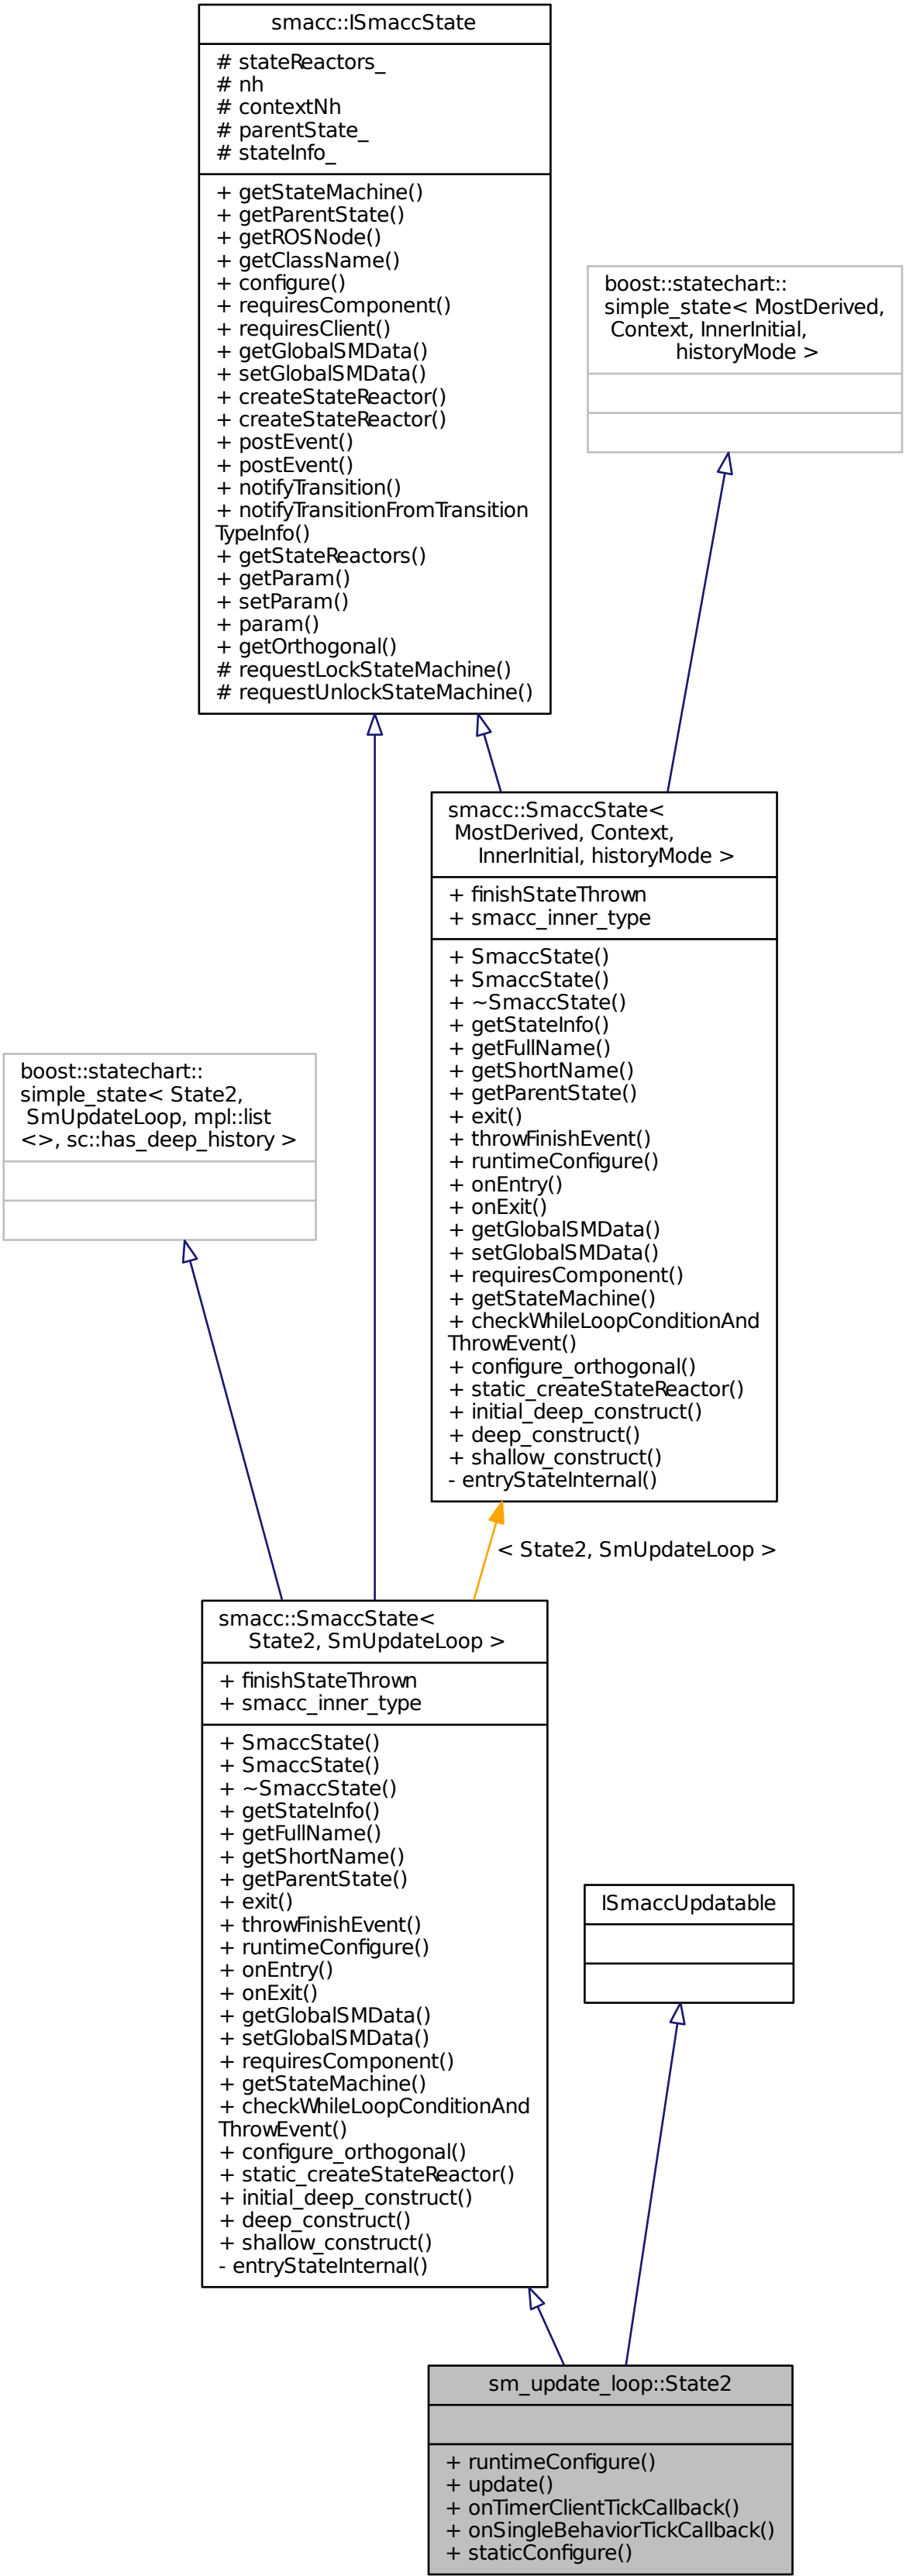 smacc::ISmaccState
# stateReactors_
# nh
# contextNh
# parentState_
# stateInfo_
+ getStateMachine()
+ getParentState()
+ getROSNode()
+ getClassName()
+ configure()
+ requiresComponent()
+ requiresClient()
+ getGlobalSMData()
+ setGlobalSMData()
+ createStateReactor()
+ createStateReactor()
+ postEvent()
+ postEvent()
+ notifyTransition()
+ notifyTransitionFromTransition
TypeInfo()
+ getStateReactors()
+ getParam()
+ setParam()
+ param()
+ getOrthogonal()
# requestLockStateMachine()
# requestUnlockStateMachine()
boost::statechart::
simple_state< MostDerived,
Context, InnerInitial,
historyMode >
smacc::SmaccState<
MostDerived, Context,
InnerInitial, historyMode >
+ finishStateThrown
+ smacc_inner_type
+ SmaccState()
+ SmaccState()
+ ~SmaccState()
+ getStateInfo()
+ getFullName()
+ getShortName()
+ getParentState()
+ exit()
+ throwFinishEvent()
+ runtimeConfigure()
+ onEntry()
+ onExit()
+ getGlobalSMData()
+ setGlobalSMData()
+ requiresComponent()
+ getStateMachine()
+ checkWhileLoopConditionAnd
ThrowEvent()
+ configure_orthogonal()
+ static_createStateReactor()
+ initial_deep_construct()
+ deep_construct()
+ shallow_construct()
- entryStateInternal()
boost::statechart::
simple_state< State2,
SmUpdateLoop, mpl::list
<>, sc::has_deep_history >
< State2, SmUpdateLoop >
smacc::SmaccState<
State2, SmUpdateLoop >
+ finishStateThrown
+ smacc_inner_type
+ SmaccState()
+ SmaccState()
+ ~SmaccState()
+ getStateInfo()
+ getFullName()
+ getShortName()
+ getParentState()
+ exit()
+ throwFinishEvent()
+ runtimeConfigure()
+ onEntry()
+ onExit()
+ getGlobalSMData()
+ setGlobalSMData()
+ requiresComponent()
+ getStateMachine()
+ checkWhileLoopConditionAnd
ThrowEvent()
+ configure_orthogonal()
+ static_createStateReactor()
+ initial_deep_construct()
+ deep_construct()
+ shallow_construct()
- entryStateInternal()
ISmaccUpdatable
sm_update_loop::State2
+ runtimeConfigure()
+ update()
+ onTimerClientTickCallback()
+ onSingleBehaviorTickCallback()
+ staticConfigure()